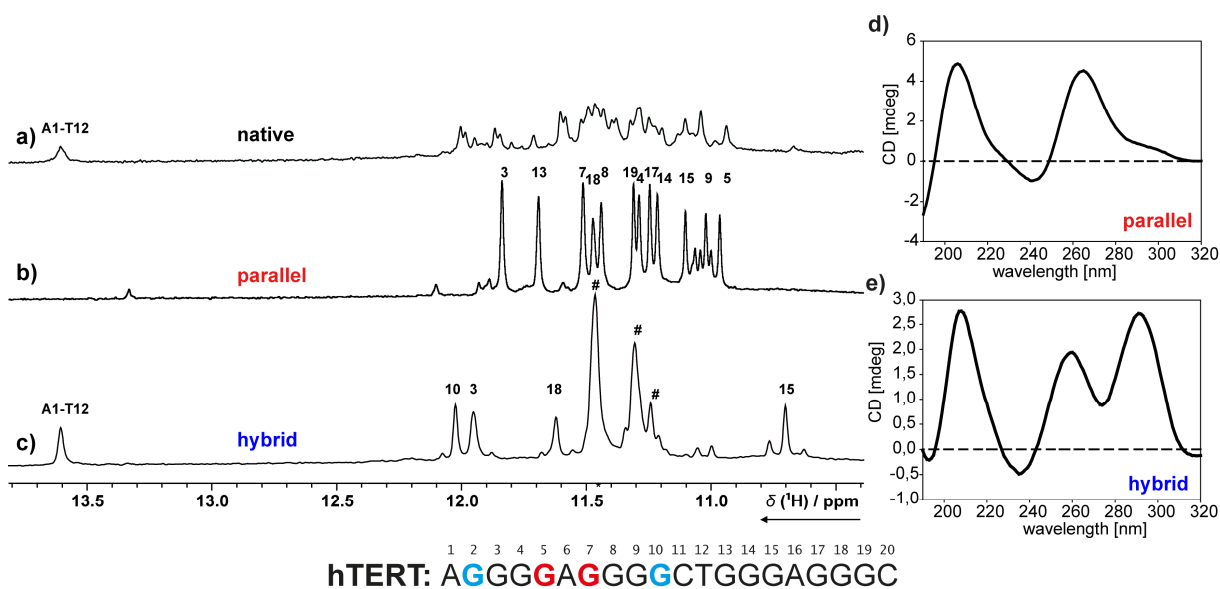 d)
6
4
2
0
-2
-4
CD [mdeg]
parallel
200 220 240 260 280 300 320
wavelength [nm]
a)
A1-T12
native
b)
parallel
3 13 7 18 8 19 4 17 14 15 9 5
c)
A1-T12
hybrid
10 3 18 # # # 15
13.5 13.0 12.5 12.0 11.5 11.0
δ (¹H) / ppm
e)
3.0
2,5
2,0
1,5
1,0
0,5
0,0
-0,5
-1,0
CD [mdeg]
hybrid
200 220 240 260 280 300 320
wavelength [nm]
1 2 3 4 5 6 7 8 9 10 11 12 13 14 15 16 17 18 19 20
hTERT: AGGGGAGGGGCTGGGAGGGC